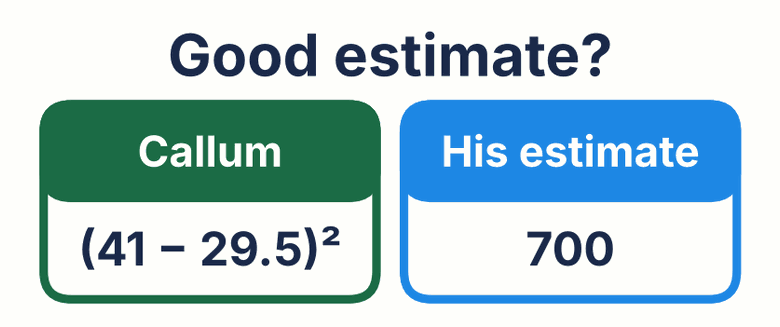 Good estimate?
Callum
His estimate
(41 – 29.5)²
700